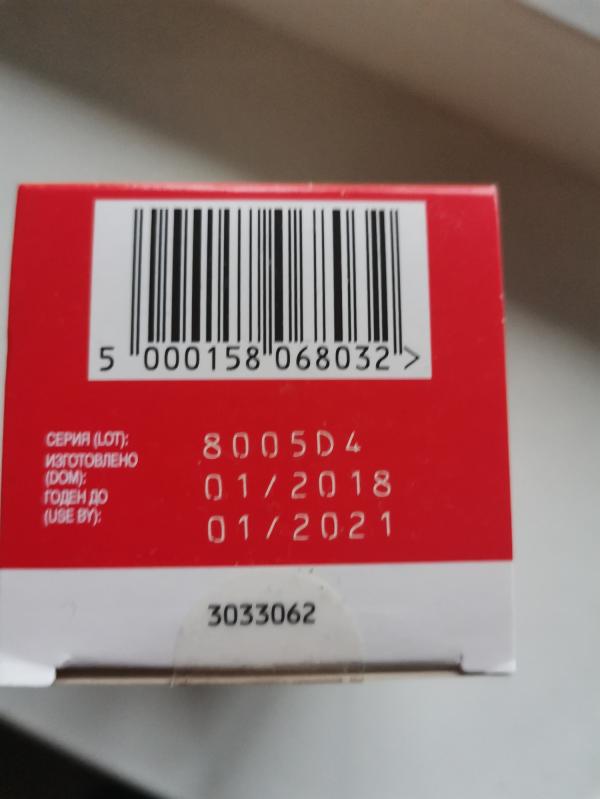 5 000158 068032 >
СЕРИЯ (LOT):
8005D4
ИЗГОТОВЛЕНО
(DOM):
01/2018
ГОДЕН ДО
(USE BY):
01/2021
3033062